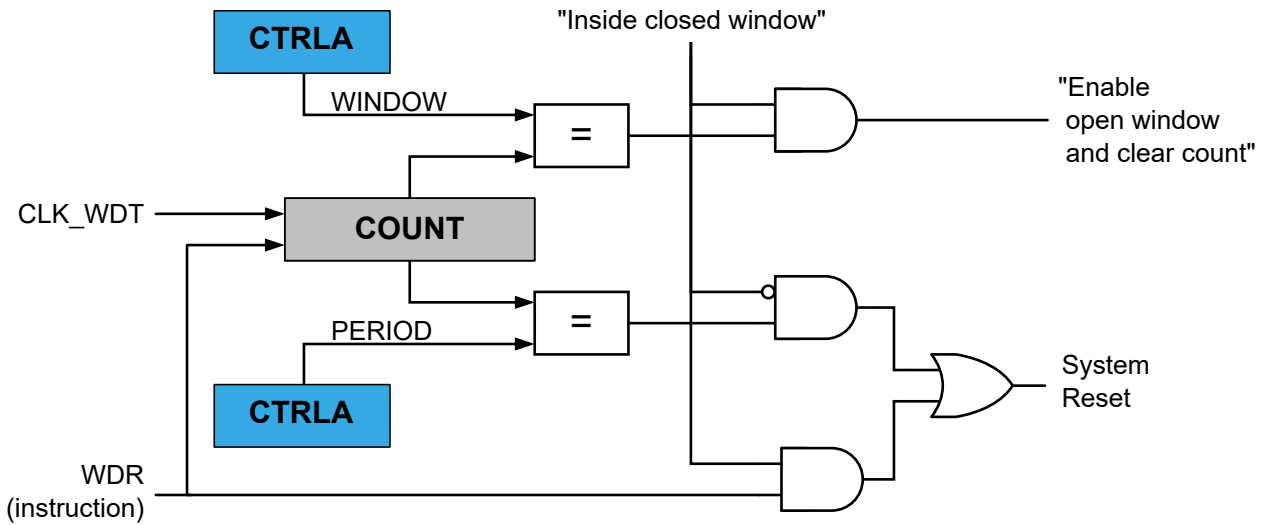 "Inside closed window"
CTRLA
WINDOW
"Enable
open window
and clear count"
=
CLK_WDT
COUNT
=
PERIOD
CTRLA
System
Reset
WDR
(instruction)